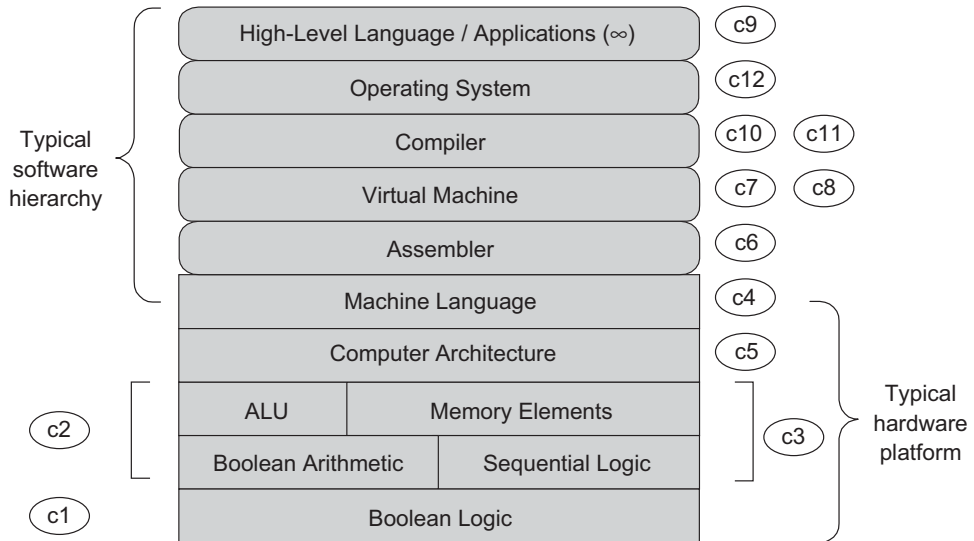 High-Level Language / Applications (∞)
c9
Operating System
c12
Typical
software
hierarchy
Compiler
c10
c11
Virtual Machine
c7
c8
Assembler
c6
Machine Language
c4
Computer Architecture
c5
Typical
hardware
platform
c2
ALU
Memory Elements
c3
Boolean Arithmetic
Sequential Logic
c1
Boolean Logic